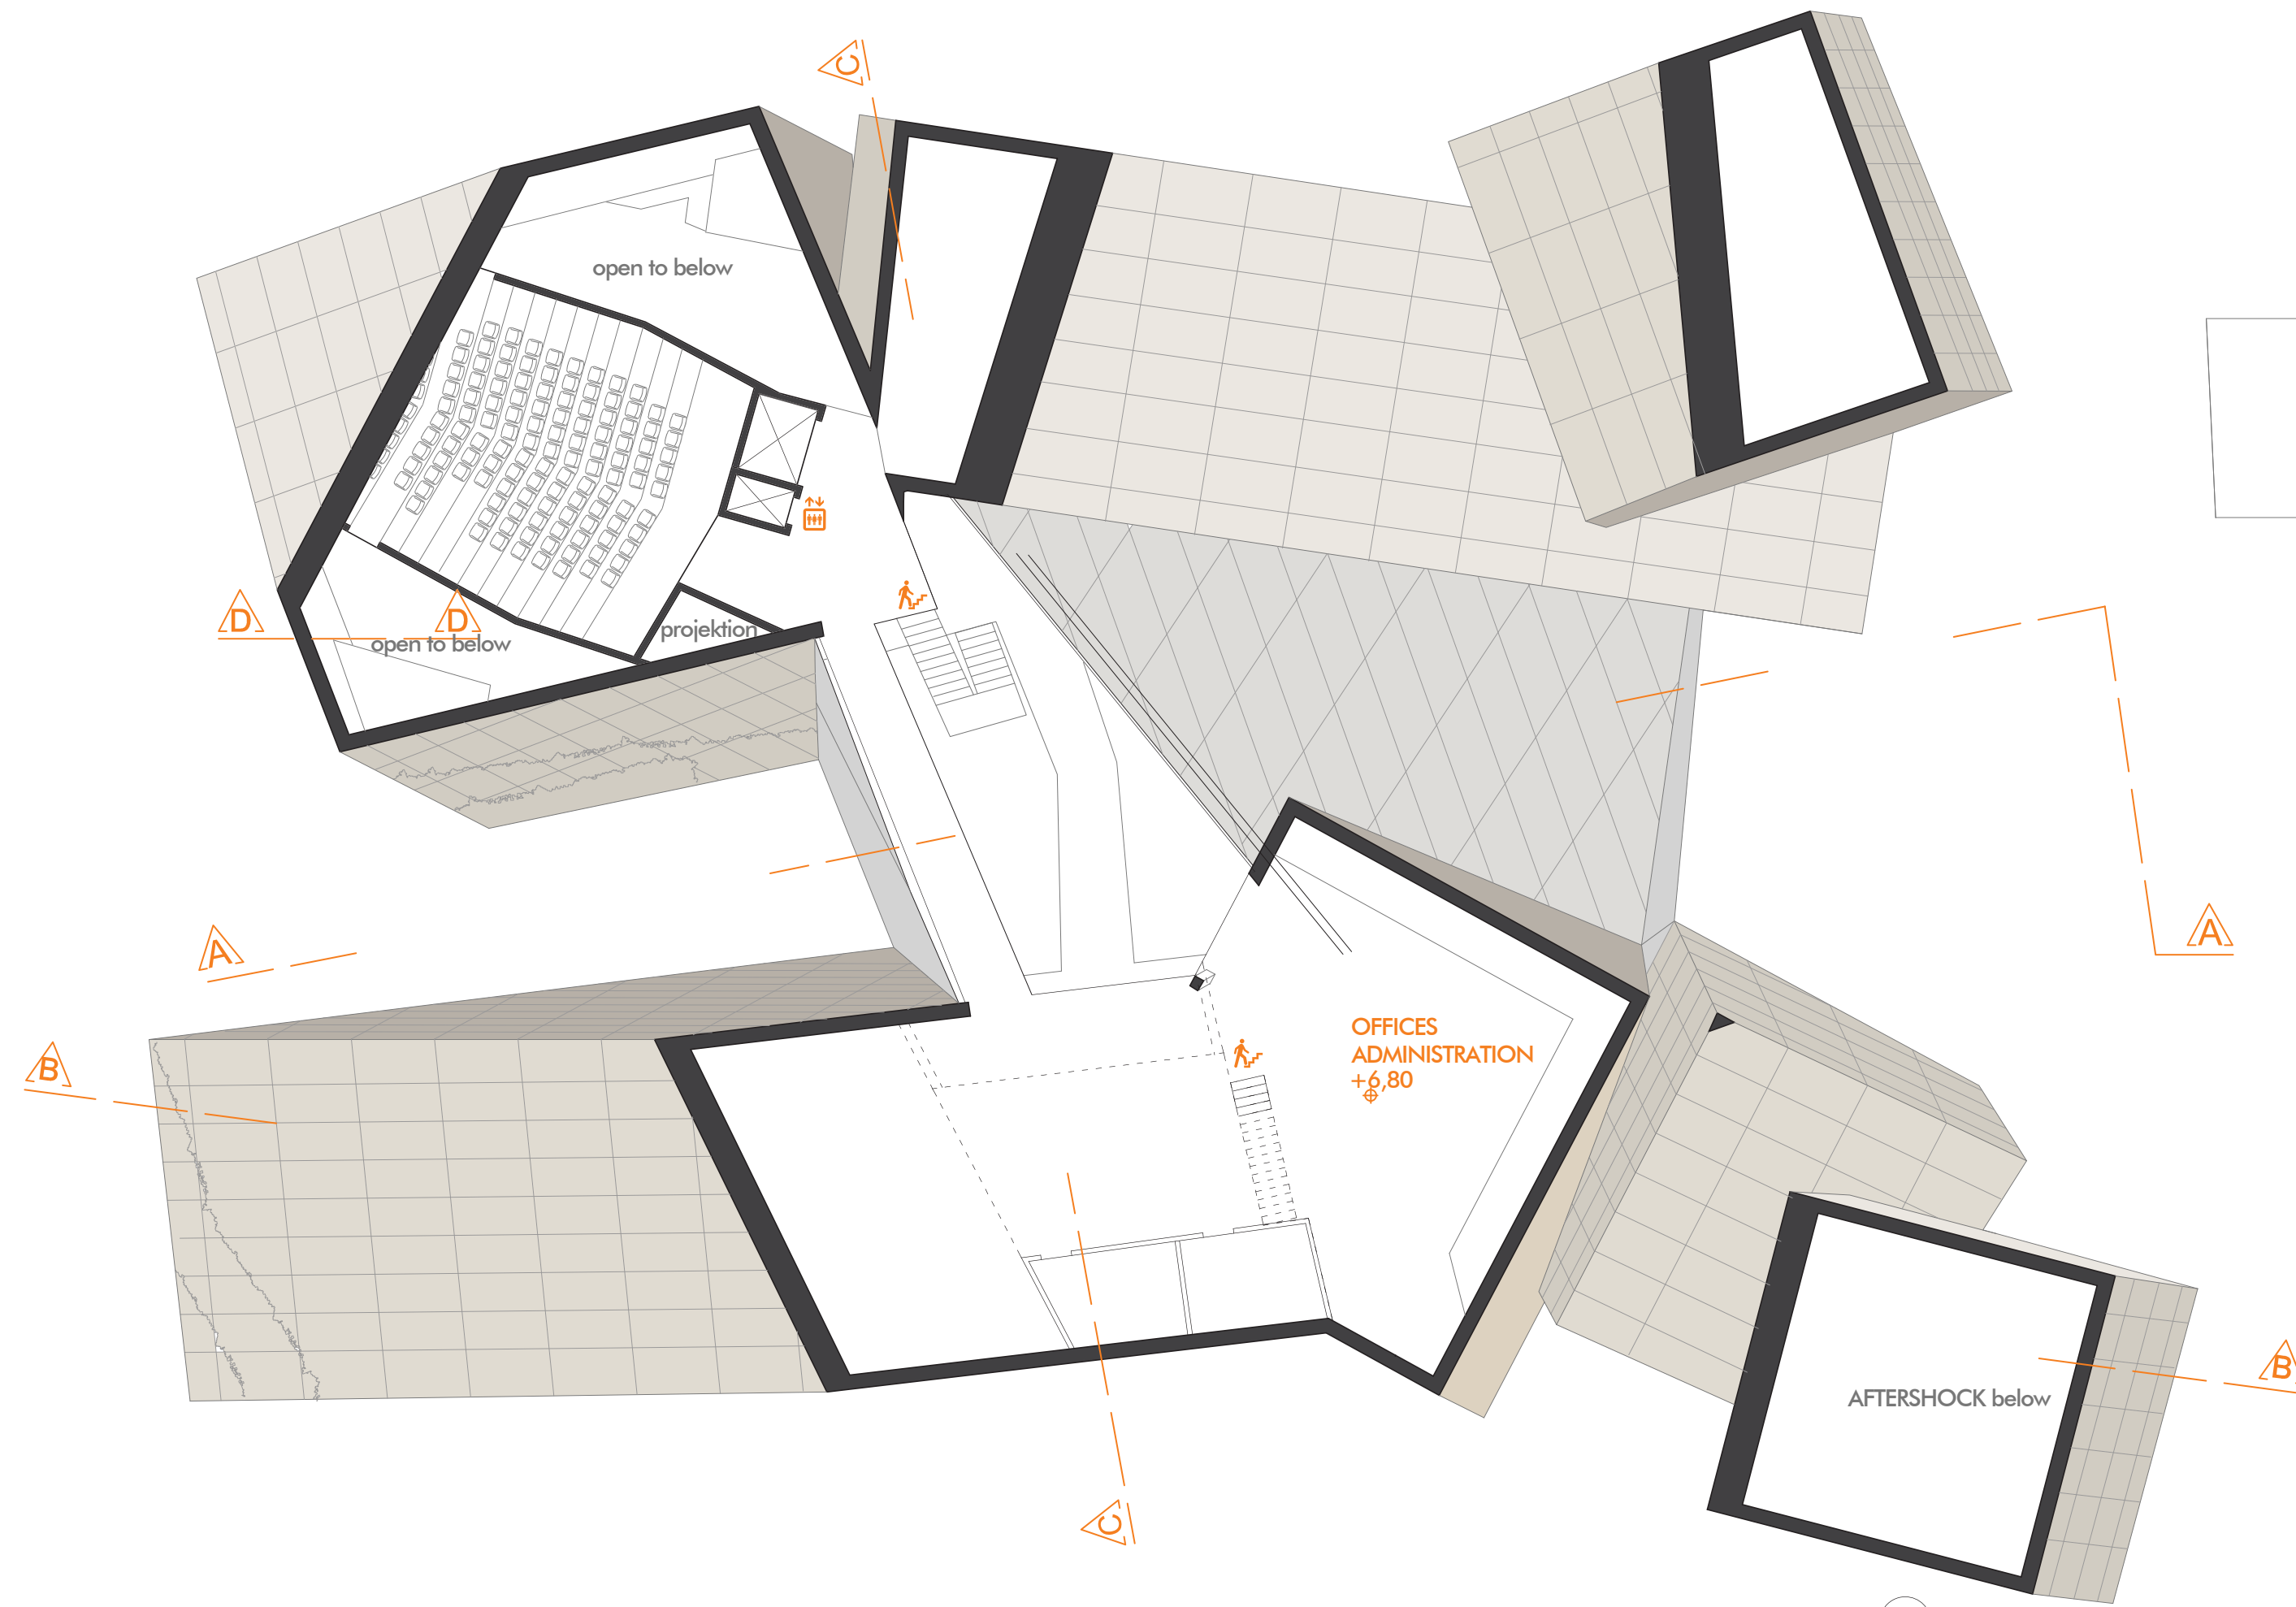 C
open to below
D
D
open to below
projektion
A
A
B
OFFICES
ADMINISTRATION
+6,80
B
AFTERSHOCK below
C